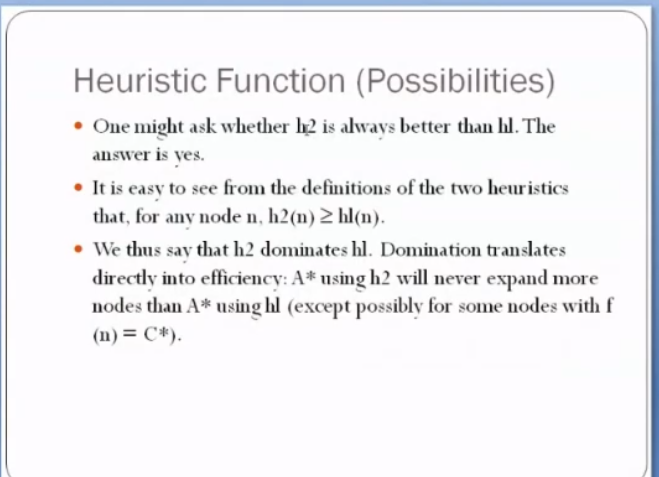 Heuristic Function (Possibilities)
• One might ask whether h2 is always better than hl. The
answer is yes.
• It is easy to see from the definitions of the two heuristics
that, for any node n, h2(n) ≥ hl(n).
• We thus say that h2 dominates hl. Domination translates
directly into efficiency: A* using h2 will never expand more
nodes than A* using hl (except possibly for some nodes with f
(n) = C*).